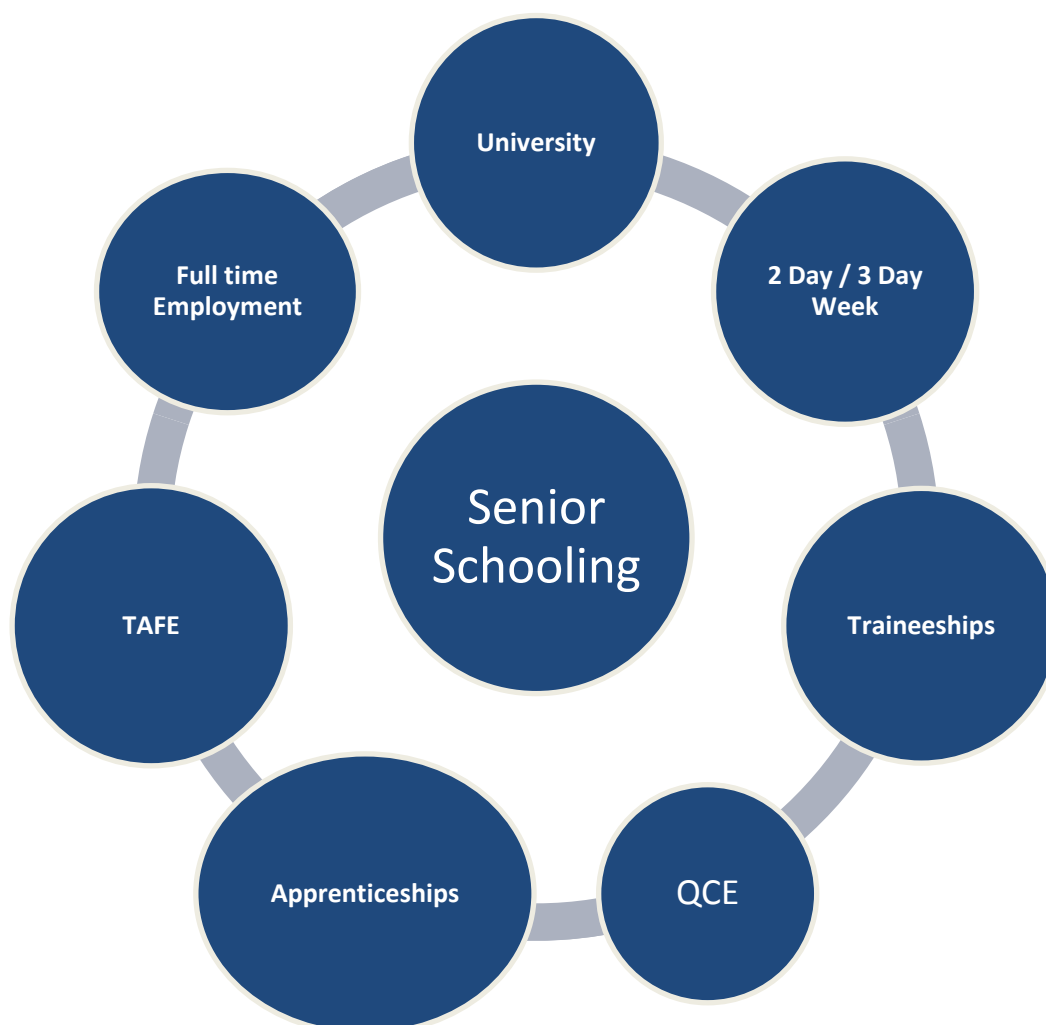 University
Full time
Employment
2 Day / 3 Day
Week
Senior
Schooling
TAFE
Traineeships
Apprenticeships
QCE